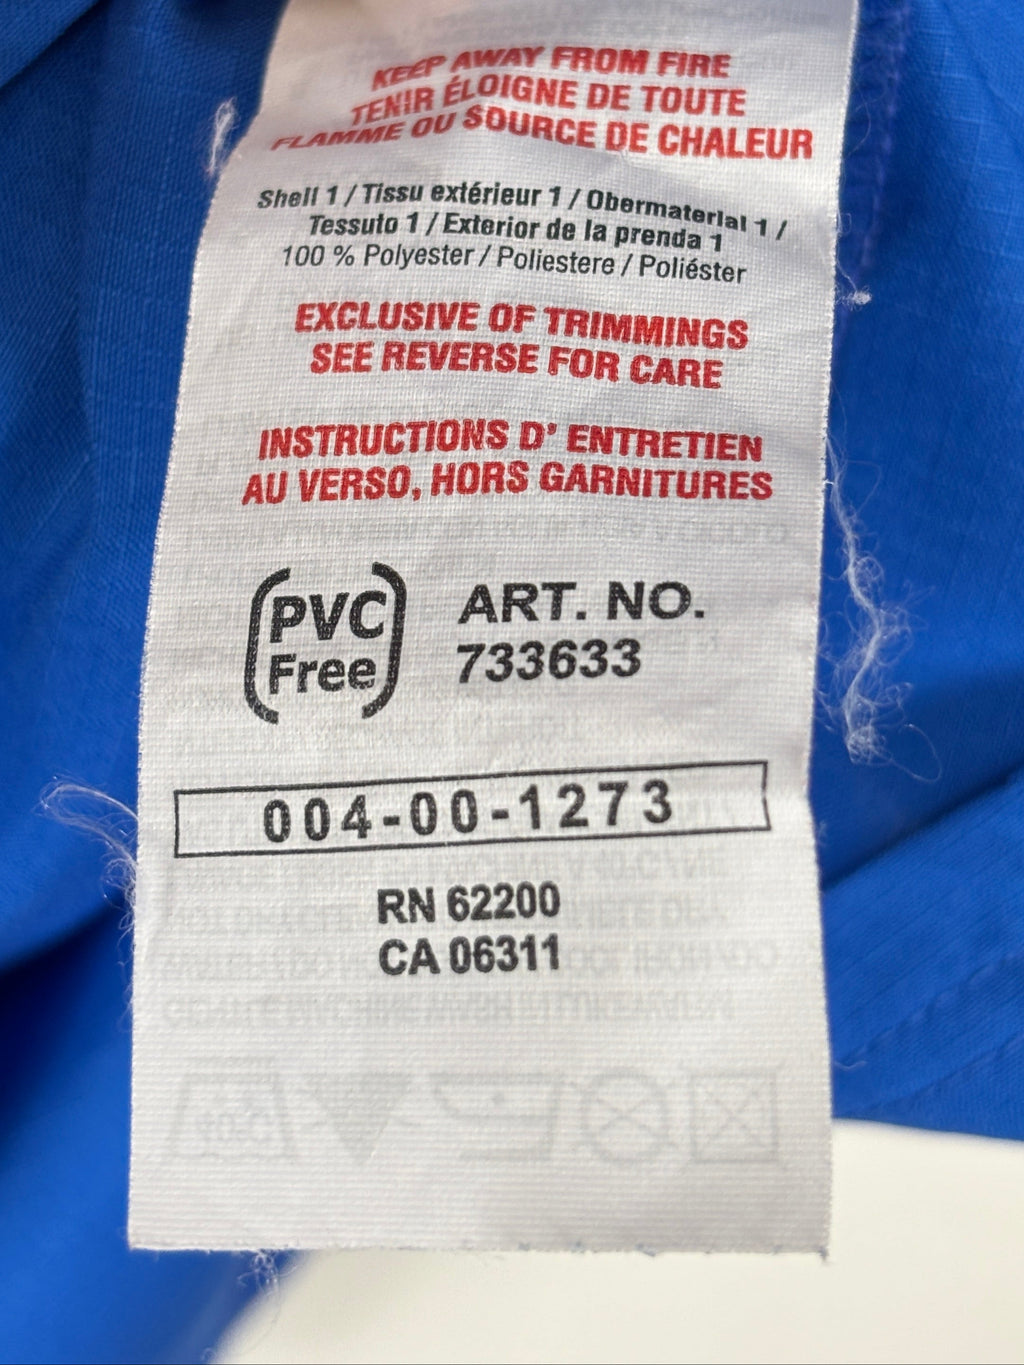 KEEP AWAY FROM FIRE
TENIR ÉLOIGNE DE TOUTE
FLAMME OU SOURCE DE CHALEUR
Shell 1 / Tissu extérieur 1 / Obermaterial 1 /
Tessuto 1 / Exterior de la prenda 1
100 % Polyester / Poliestere / Poliéster
EXCLUSIVE OF TRIMMINGS
SEE REVERSE FOR CARE
INSTRUCTIONS D' ENTRETIEN
AU VERSO, HORS GARNITURES
PVC
Free
ART. NO.
733633
004-00-1273
RN 62200
CA 06311